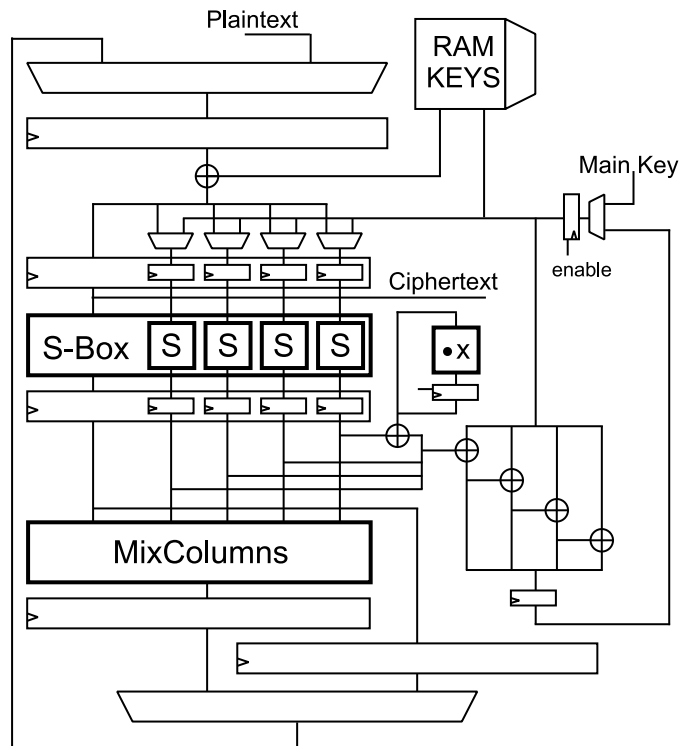 Plaintext
RAM
KEYS
Main Key
enable
Ciphertext
S-Box S S S S
•x
MixColumns